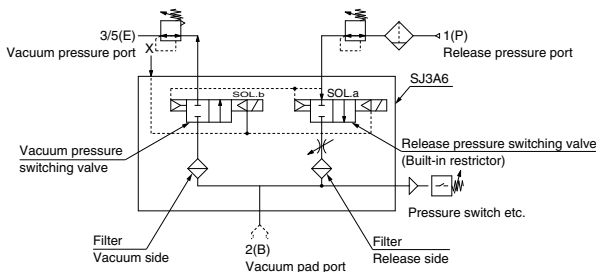 3/5(E)
Vacuum pressure port
X
1(P)
Release pressure port
SJ3A6
SOL.b
SOL.a
Vacuum pressure
switching valve
Release pressure switching valve
(Built-in restrictor)
Pressure switch etc.
Filter
Vacuum side
2(B)
Vacuum pad port
Filter
Release side